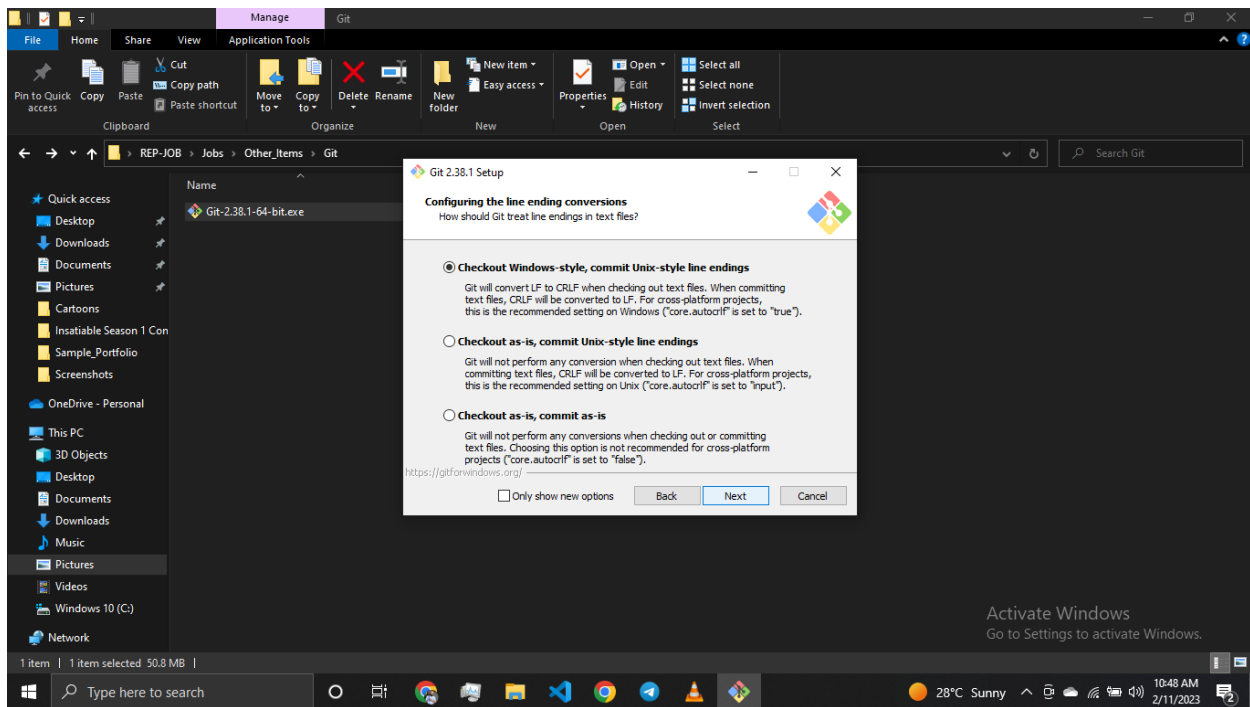 Manage
Git
File
Home
Share
View
Application Tools
Pin to Quick access
Copy
Paste
Cut
Copy path
Paste shortcut
Move to
Copy to
Delete
Rename
New folder
New item
Easy access
Properties
Open
Edit
History
Select all
Select none
Invert selection
Clipboard
Organize
New
Open
Select
REP-JOB > Jobs > Other_Items > Git
Search Git
Name
Git-2.38.1-64-bit.exe
Quick access
Desktop
Downloads
Documents
Pictures
Cartoons
Insatiable Season 1 Con
Sample_Portfolio
Screenshots
OneDrive - Personal
This PC
3D Objects
Desktop
Documents
Downloads
Music
Pictures
Videos
Windows 10 (C:)
Network
Git 2.38.1 Setup
Configuring the line ending conversions
How should Git treat line endings in text files?
Checkout Windows-style, commit Unix-style line endings
Git will convert LF to CRLF when checking out text files. When committing
text files, CRLF will be converted to LF. For cross-platform projects,
this is the recommended setting on Windows ("core.autocrlf" is set to "true").
Checkout as-is, commit Unix-style line endings
Git will not perform any conversion when checking out text files. When
committing text files, CRLF will be converted to LF. For cross-platform projects,
this is the recommended setting on Unix ("core.autocrlf" is set to "input").
Checkout as-is, commit as-is
Git will not perform any conversions when checking out or committing
text files. Choosing this option is not recommended for cross-platform
projects ("core.autocrlf" is set to "false").
https://gitforwindows.org/
Only show new options
Back
Next
Cancel
Activate Windows
Go to Settings to activate Windows.
1 item
1 item selected 50.8 MB
Type here to search
28°C Sunny
10:48 AM
2/11/2023
2